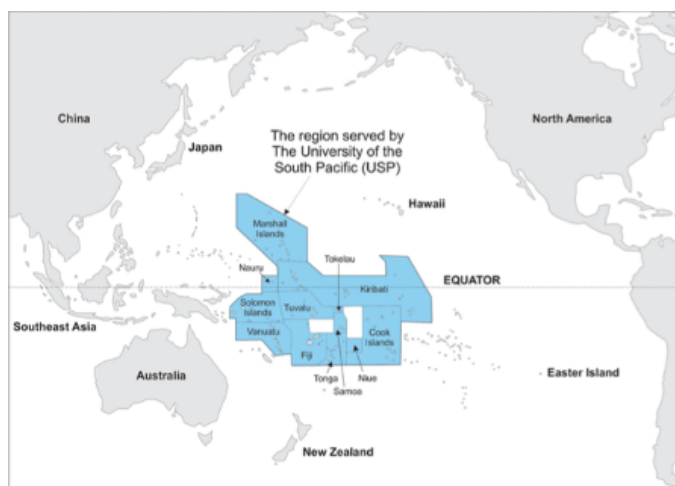 China
North America
Japan
The region served by
The University of the
South Pacific (USP)
Hawaii
Marshall
Islands
Tokelau
Nauru
EQUATOR
Kiribati
Solomon
Islands
Tuvalu
Southeast Asia
Vanuatu
Cook
Islands
Fiji
Australia
Tonga
Niue
Easter Island
Samoa
New Zealand